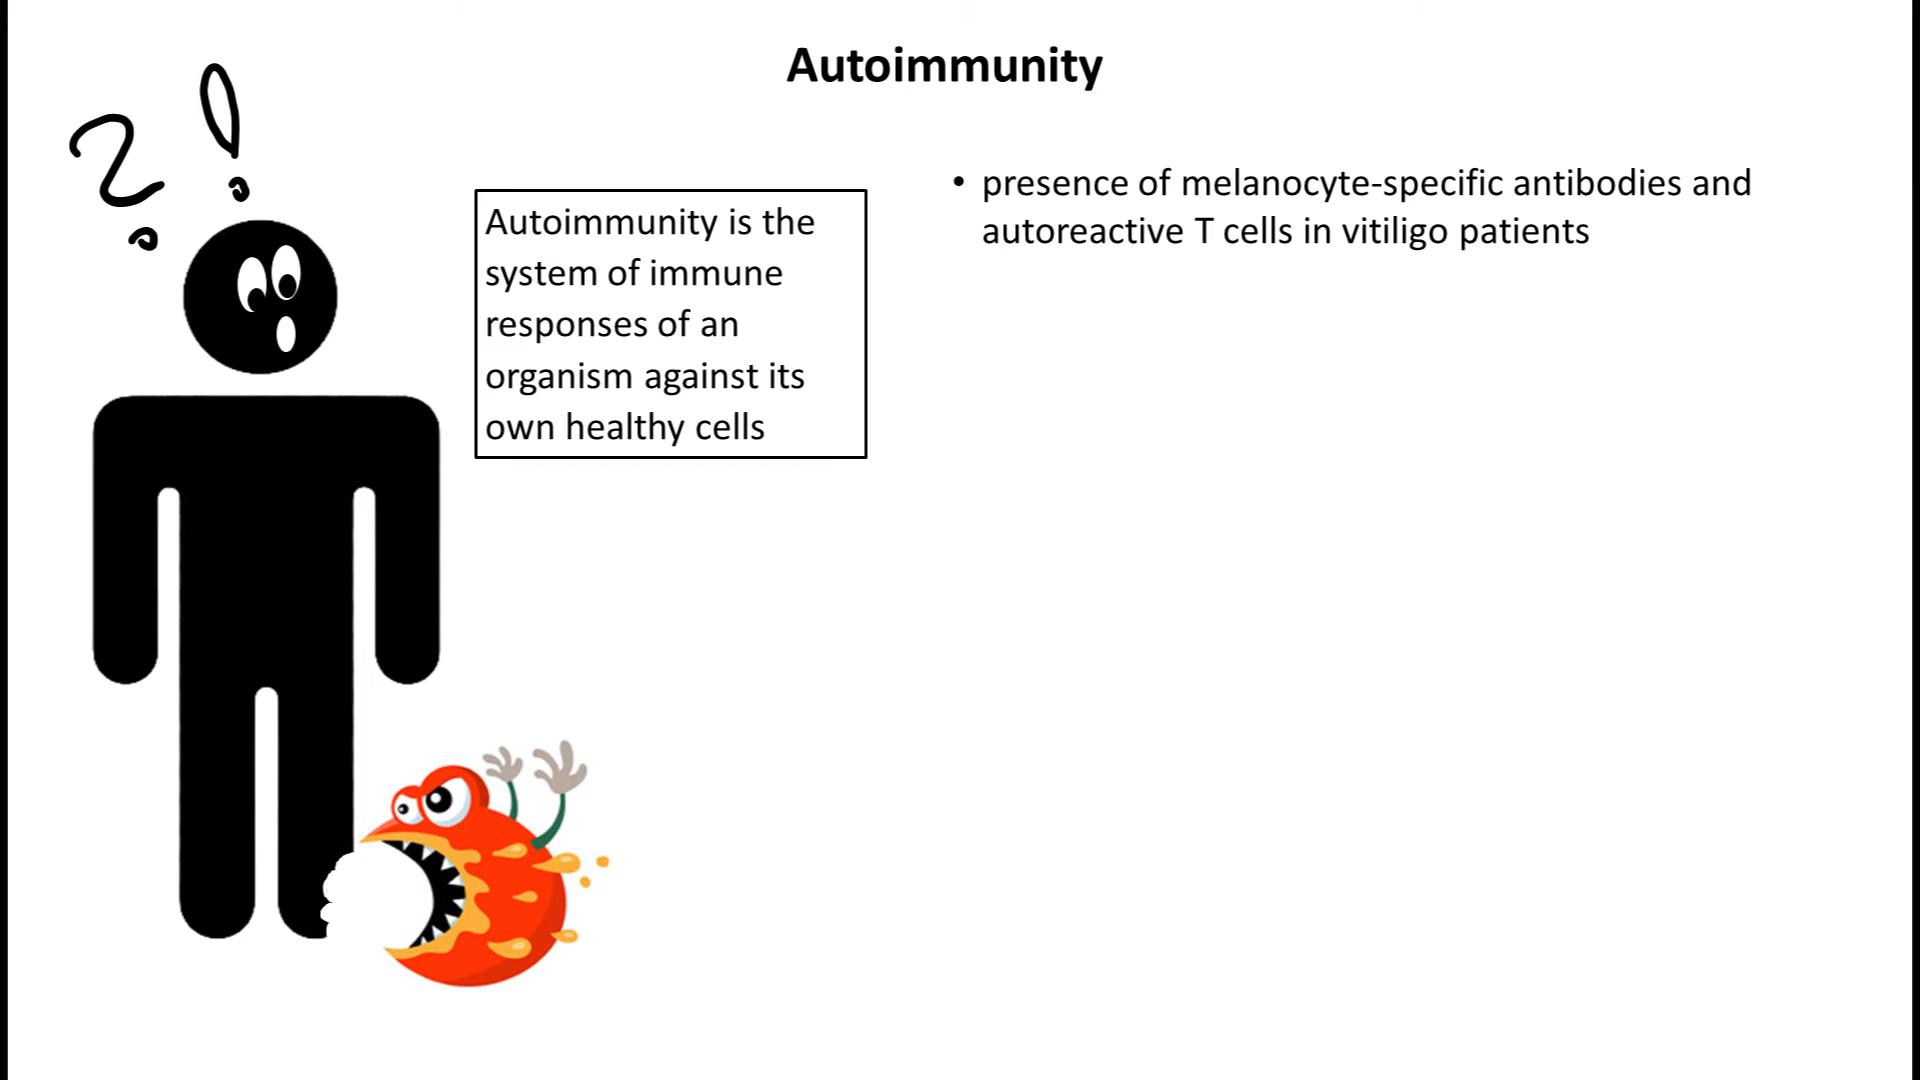 Autoimmunity
?!
Autoimmunity is the
system of immune
responses of an
organism against its
own healthy cells
• presence of melanocyte-specific antibodies and
autoreactive T cells in vitiligo patients